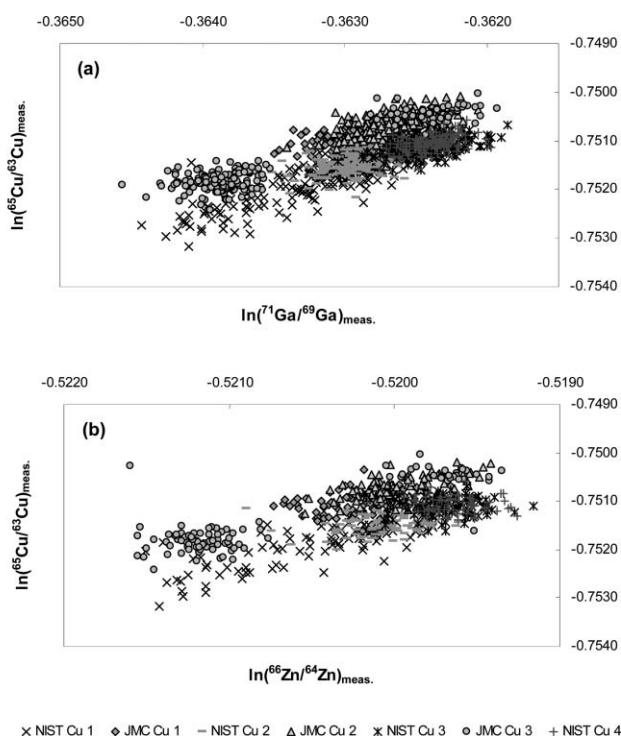 -0.3650 -0.3640 -0.3630 -0.3620
(a)
-0.7490
-0.7500
-0.7510
-0.7520
-0.7530
-0.7540
ln(⁶⁵Cu/⁶³Cu)meas.
ln(⁷¹Ga/⁶⁹Ga)meas.
-0.5220 -0.5210 -0.5200 -0.5190
(b)
-0.7490
-0.7500
-0.7510
-0.7520
-0.7530
-0.7540
ln(⁶⁵Cu/⁶³Cu)meas.
ln(⁶⁶Zn/⁶⁴Zn)meas.
NIST Cu 1 JMC Cu 1 NIST Cu 2 JMC Cu 2 NIST Cu 3 JMC Cu 3 NIST Cu 4